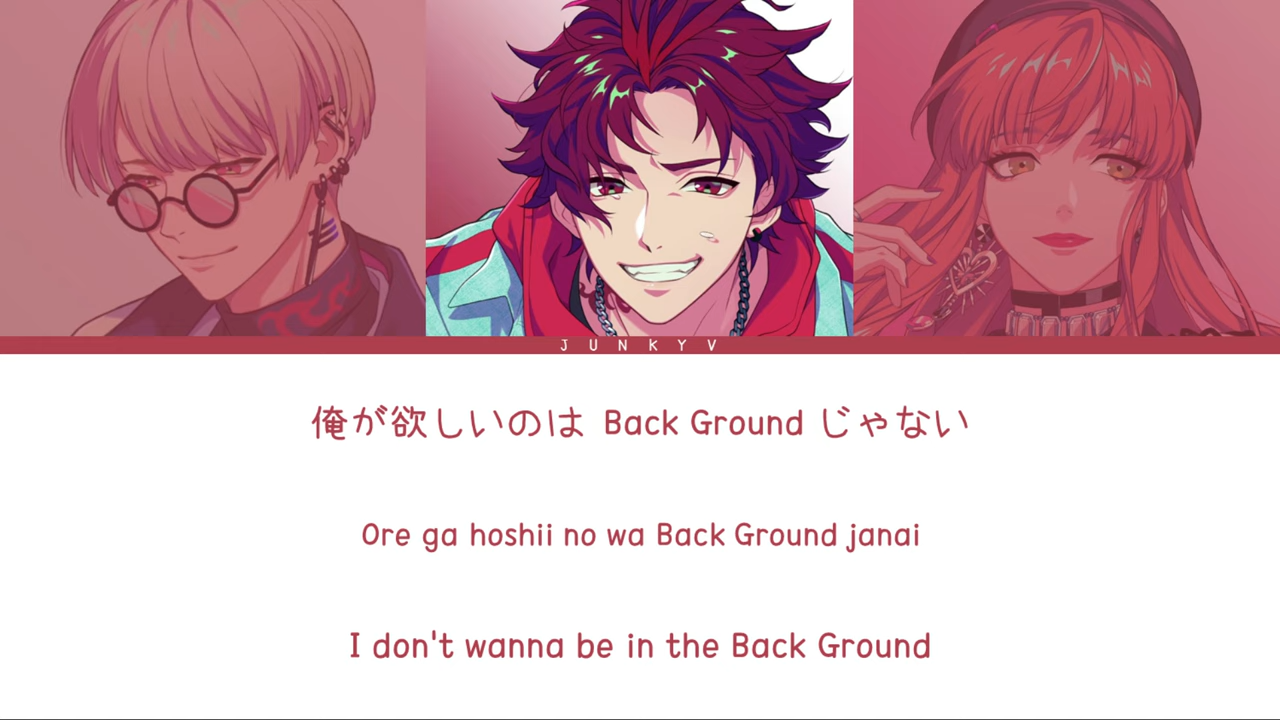 JUNKYV
俺が欲しいのは Back Ground じゃない
Ore ga hoshii no wa Back Ground janai
I don't wanna be in the Back Ground